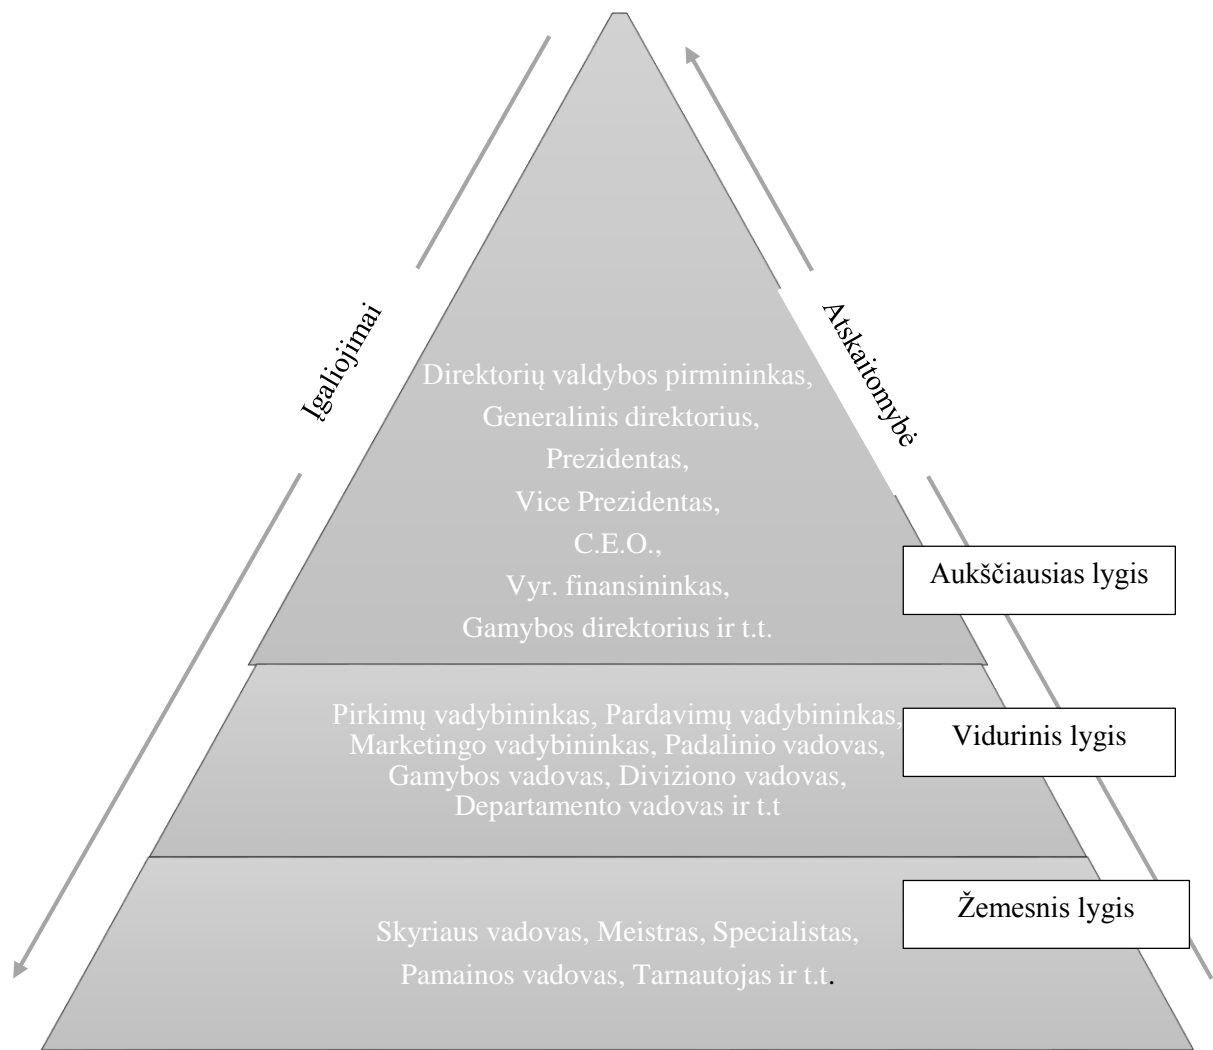 Įgaliojimai
Atskaitomybė
Direktorių valdybos pirmininkas,
Generalinis direktorius,
Prezidentas,
Vice Prezidentas,
C.E.O.,
Vyr. finansininkas,
Gamybos direktorius ir t.t.
Aukščiausias lygis
Pirkimų vadybininkas, Pardavimų vadybininkas,
Marketingo vadybininkas, Padalinio vadovas,
Gamybos vadovas, Diviziono vadovas,
Departamento vadovas ir t.t
Vidurinis lygis
Skyriaus vadovas, Meistras, Specialistas,
Pamainos vadovas, Tarnautojas ir t.t.
Žemesnis lygis